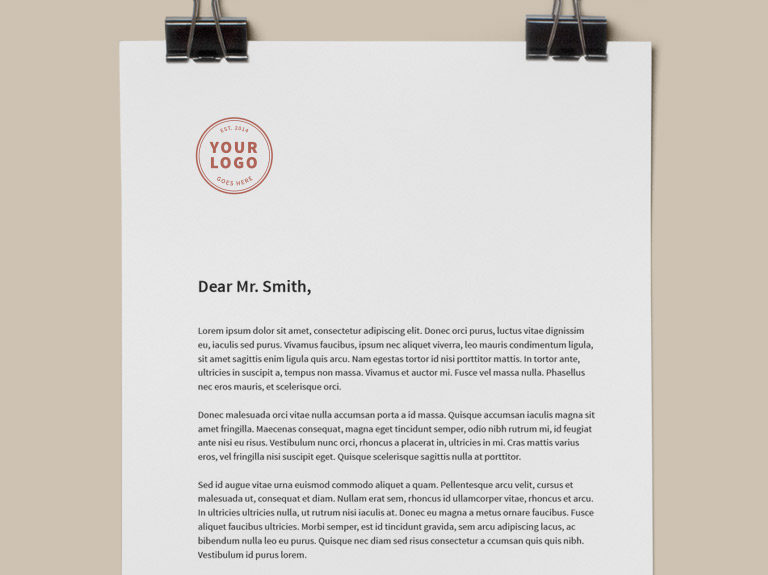 EST. 2014
YOUR
LOGO
GOES HERE
Dear Mr. Smith,
Lorem ipsum dolor sit amet, consectetur adipiscing elit. Donec orci purus, luctus vitae dignissim
eu, iaculis sed purus. Vivamus faucibus, ipsum nec aliquet viverra, leo mauris condimentum ligula,
sit amet sagittis enim ligula quis arcu. Nam egestas tortor id nisi porttitor mattis. In tortor ante,
ultricies in suscipit a, tempus non massa. Vivamus et auctor mi. Fusce vel massa nulla. Phasellus
nec eros mauris, et scelerisque orci.
Donec malesuada orci vitae nulla accumsan porta a id massa. Quisque accumsan iaculis magna sit
amet fringilla. Maecenas consequat, magna eget tincidunt semper, odio nibh rutrum mi, id feugiat
ante nisi eu risus. Vestibulum nunc orci, rhoncus a placerat in, ultricies in mi. Cras mattis varius
eros, vel fringilla nisi suscipit eget. Quisque scelerisque sagittis nulla at porttitor.
Sed id augue vitae urna euismod commodo aliquet a quam. Pellentesque arcu velit, cursus et
malesuada ut, consequat et diam. Nullam erat sem, rhoncus id ullamcorper vitae, rhoncus et arcu.
In ultricies ultricies nulla, ut rutrum nisi iaculis at. Donec eu magna a metus ornare faucibus. Fusce
aliquet faucibus ultricies. Morbi semper, est id tincidunt gravida, sem arcu adipiscing lacus, ac
bibendum nulla leo eu purus. Quisque nec diam sed risus consectetur a ccumsan quis quis nibh.
Vestibulum id purus lorem.